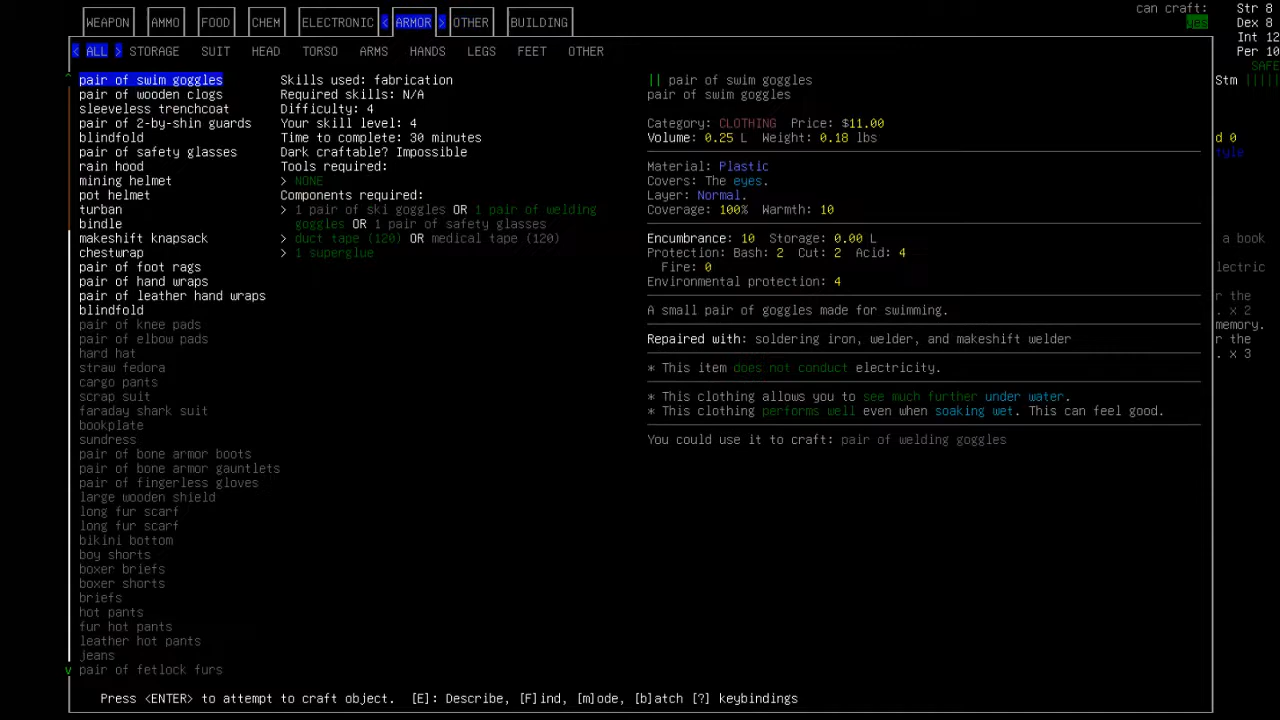 can craft: Str 8
WEAPON AMMO FOOD CHEM ELECTRONIC < ARMOR > OTHER BUILDING yes Dex 8
Int 12
< ALL > STORAGE SUIT HEAD TORSO ARMS HANDS LEGS FEET OTHER Per 10
SAFE
^ pair of swim goggles Skills used: fabrication || pair of swim goggles Stm |||||
pair of wooden clogs Required skills: N/A pair of swim goggles
sleeveless trenchcoat Difficulty: 4
pair of 2-by-shin guards Your skill level: 4 Category: CLOTHING Price: $11.00
blindfold Time to complete: 30 minutes Volume: 0.25 L Weight: 0.18 lbs d 0
pair of safety glasses Dark craftable? Impossible tyle
rain hood Tools required: Material: Plastic
mining helmet > NONE Covers: The eyes.
pot helmet Components required: Layer: Normal.
turban > 1 pair of ski goggles OR 1 pair of welding Coverage: 100% Warmth: 10
bindle goggles OR 1 pair of safety glasses
makeshift knapsack > duct tape (120) OR medical tape (120) Encumbrance: 10 Storage: 0.00 L a book
chestwrap > 1 superglue Protection: Bash: 2 Cut: 2 Acid: 4
pair of foot rags Fire: 0 lectric
pair of hand wraps Environmental protection: 4
pair of leather hand wraps r the
blindfold A small pair of goggles made for swimming. . x 2
pair of knee pads memory.
pair of elbow pads Repaired with: soldering iron, welder, and makeshift welder r the
hard hat . x 3
straw fedora * This item does not conduct electricity.
cargo pants
scrap suit * This clothing allows you to see much further under water.
faraday shark suit * This clothing performs well even when soaking wet. This can feel good.
bookplate
sundress You could use it to craft: pair of welding goggles
pair of bone armor boots
pair of bone armor gauntlets
pair of fingerless gloves
large wooden shield
long fur scarf
long fur scarf
bikini bottom
boy shorts
boxer briefs
boxer shorts
briefs
hot pants
fur hot pants
leather hot pants
jeans
v pair of fetlock furs
Press <ENTER> to attempt to craft object. [E]: Describe, [F]ind, [m]ode, [b]atch [?] keybindings